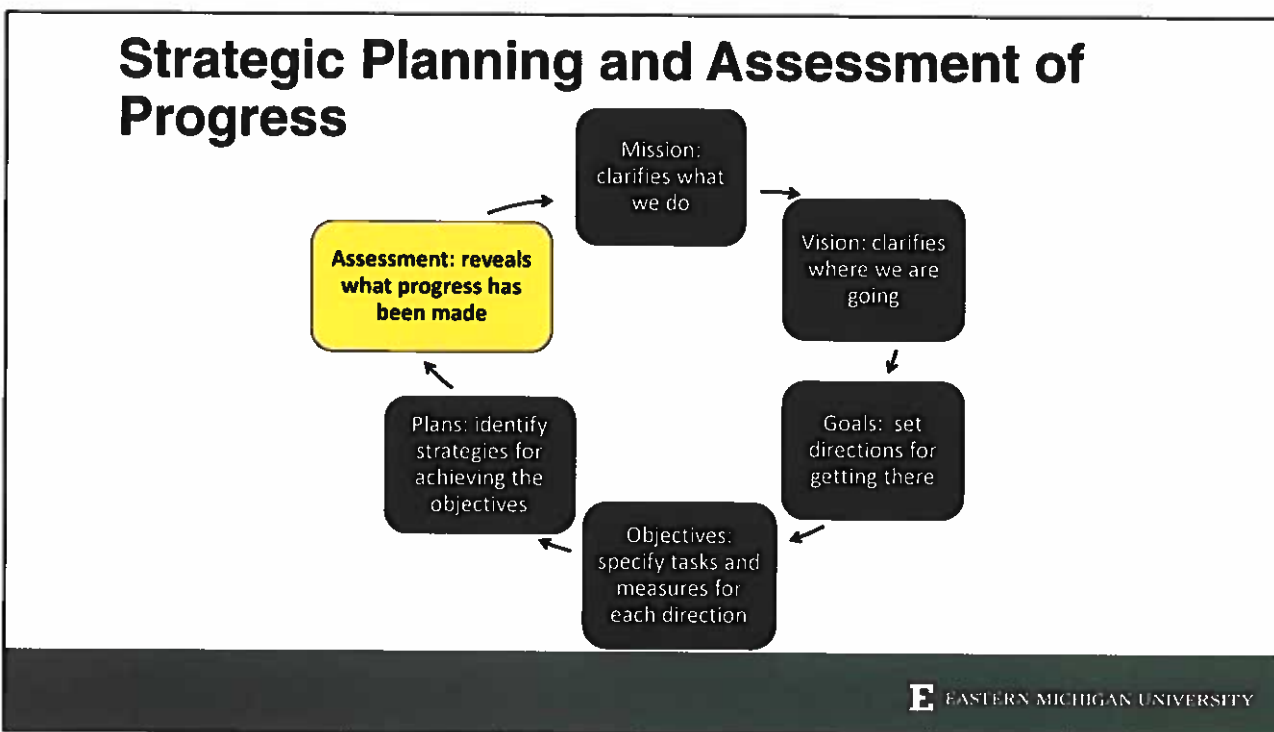 Strategic Planning and Assessment of
Progress
Mission:
clarifies what
we do
Vision: clarifies
where we are
going
Goals: set
directions for
getting there
Objectives:
specify tasks and
measures for
each direction
Plans: identify
strategies for
achieving the
objectives
Assessment: reveals
what progress has
been made
E EASTERN MICHIGAN UNIVERSITY